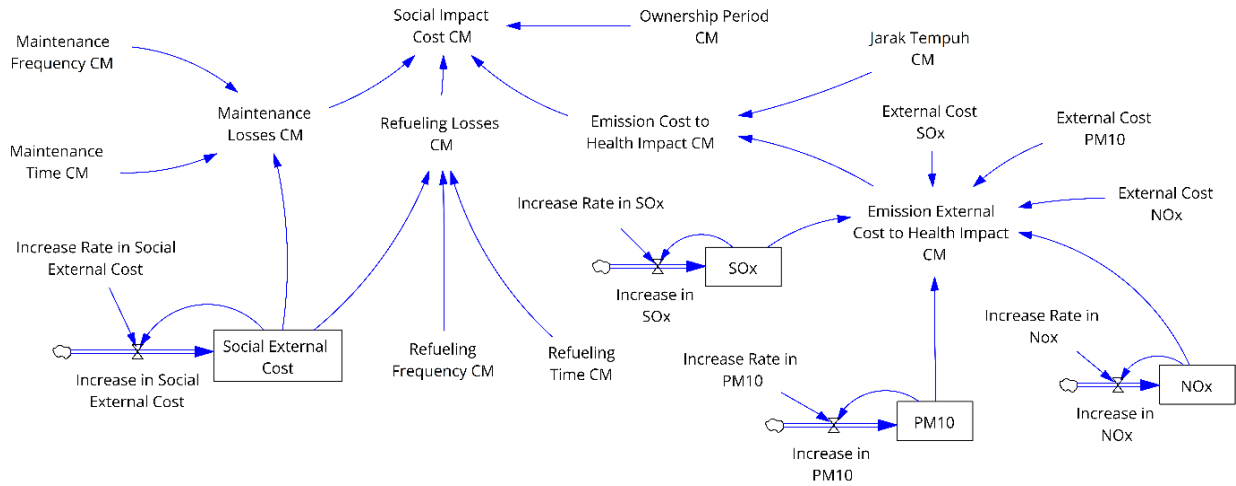 Social Impact
Cost CM
Ownership Period
CM
Maintenance
Frequency CM
Jarak Tempuh
CM
Maintenance
Losses CM
Refueling Losses
CM
Emission Cost to
Health Impact CM
External Cost
SOx
External Cost
PM10
Maintenance
Time CM
External Cost
NOx
Increase Rate in SOx
Emission External
Cost to Health Impact
CM
Increase Rate in Social
External Cost
SOx
Increase in
SOx
Increase Rate in
Nox
Social External
Cost
Increase in Social
External Cost
Refueling
Frequency CM
Refueling
Time CM
Increase Rate in
PM10
NOx
Increase in
NOx
PM10
Increase in
PM10